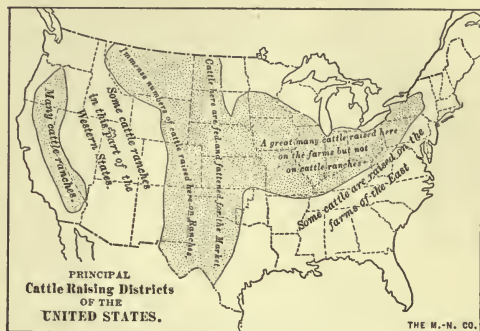 Many cattle ranches.
Some cattle ranches
in this part of the
Western States.
Immense numbers of cattle raised here on Ranches
Cattle here are fed and fattened for the Market.
A great many cattle raised here
on the farms but not
on cattle ranches
Some cattle are raised on the
farms of the East
PRINCIPAL
Cattle Raising Districts
OF THE
UNITED STATES.
THE M.-N. CO.